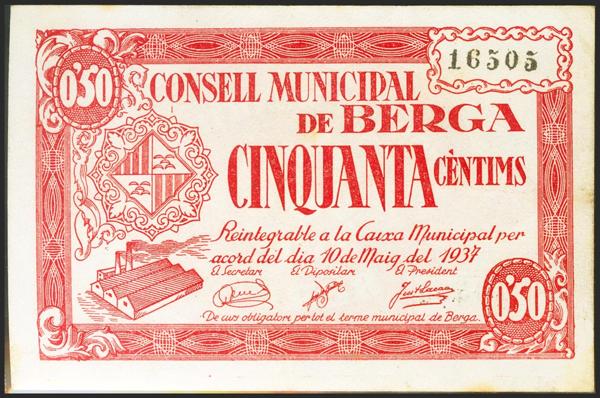 0'50
16505
CONSELL MUNICIPAL
DE BERGA
CINQUANTA CÈNTIMS
Reintegrable a la Caixa Municipal per
acord del dia 10 de Maig del 1937
El Secretari El Dipositari El President
De curs obligatori per tot el terme municipal de Berga.
0'50